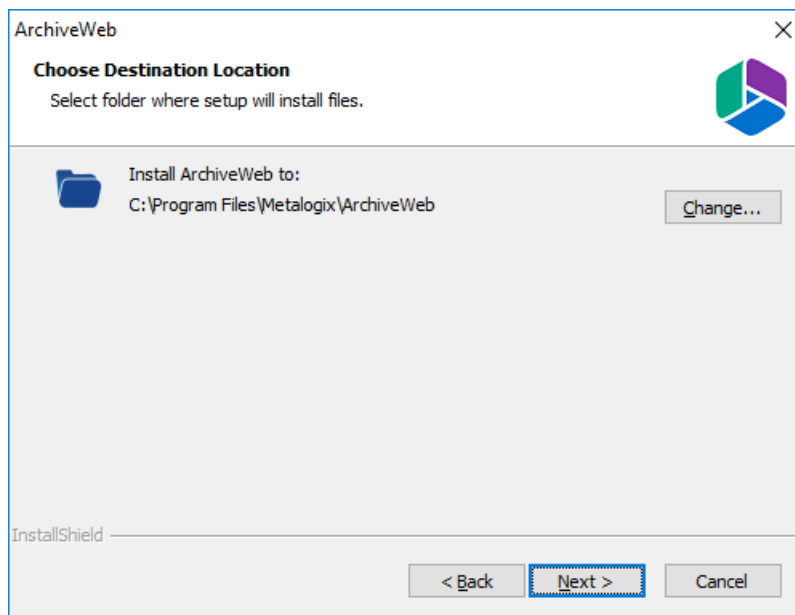 ArchiveWeb
Choose Destination Location
Select folder where setup will install files.
Install ArchiveWeb to:
C:\Program Files\Metalogix\ArchiveWeb
Change...
InstallShield
< Back
Next >
Cancel